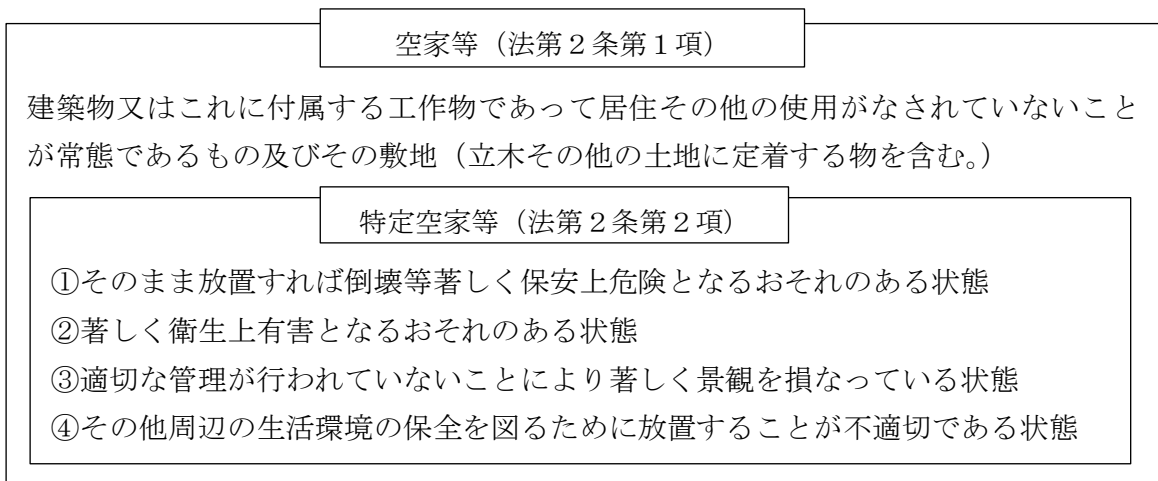 空家等（法第２条第１項）
建築物又はこれに付属する工作物であって居住その他の使用がなされていないこと
が常態であるもの及びその敷地（立木その他の土地に定着する物を含む。）
特定空家等（法第２条第２項）
①そのまま放置すれば倒壊等著しく保安上危険となるおそれのある状態
②著しく衛生上有害となるおそれのある状態
③適切な管理が行われていないことにより著しく景観を損なっている状態
④その他周辺の生活環境の保全を図るために放置することが不適切である状態